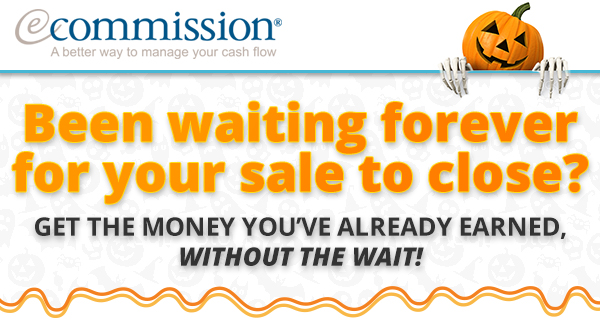 ecommission®
A better way to manage your cash flow
Been waiting forever
for your sale to close?
GET THE MONEY YOU’VE ALREADY EARNED,
WITHOUT THE WAIT!